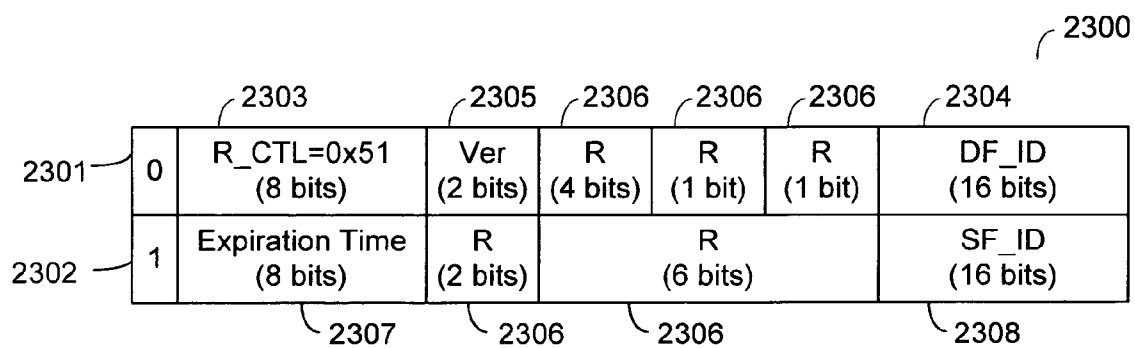 2300
2303 2305 2306 2306 2306 2304
2301 0 R_CTL=0x51 (8 bits) Ver (2 bits) R (4 bits) R (1 bit) R (1 bit) DF_ID (16 bits)
2302 1 Expiration Time (8 bits) R (2 bits) R (6 bits) SF_ID (16 bits)
2307 2306 2306 2308